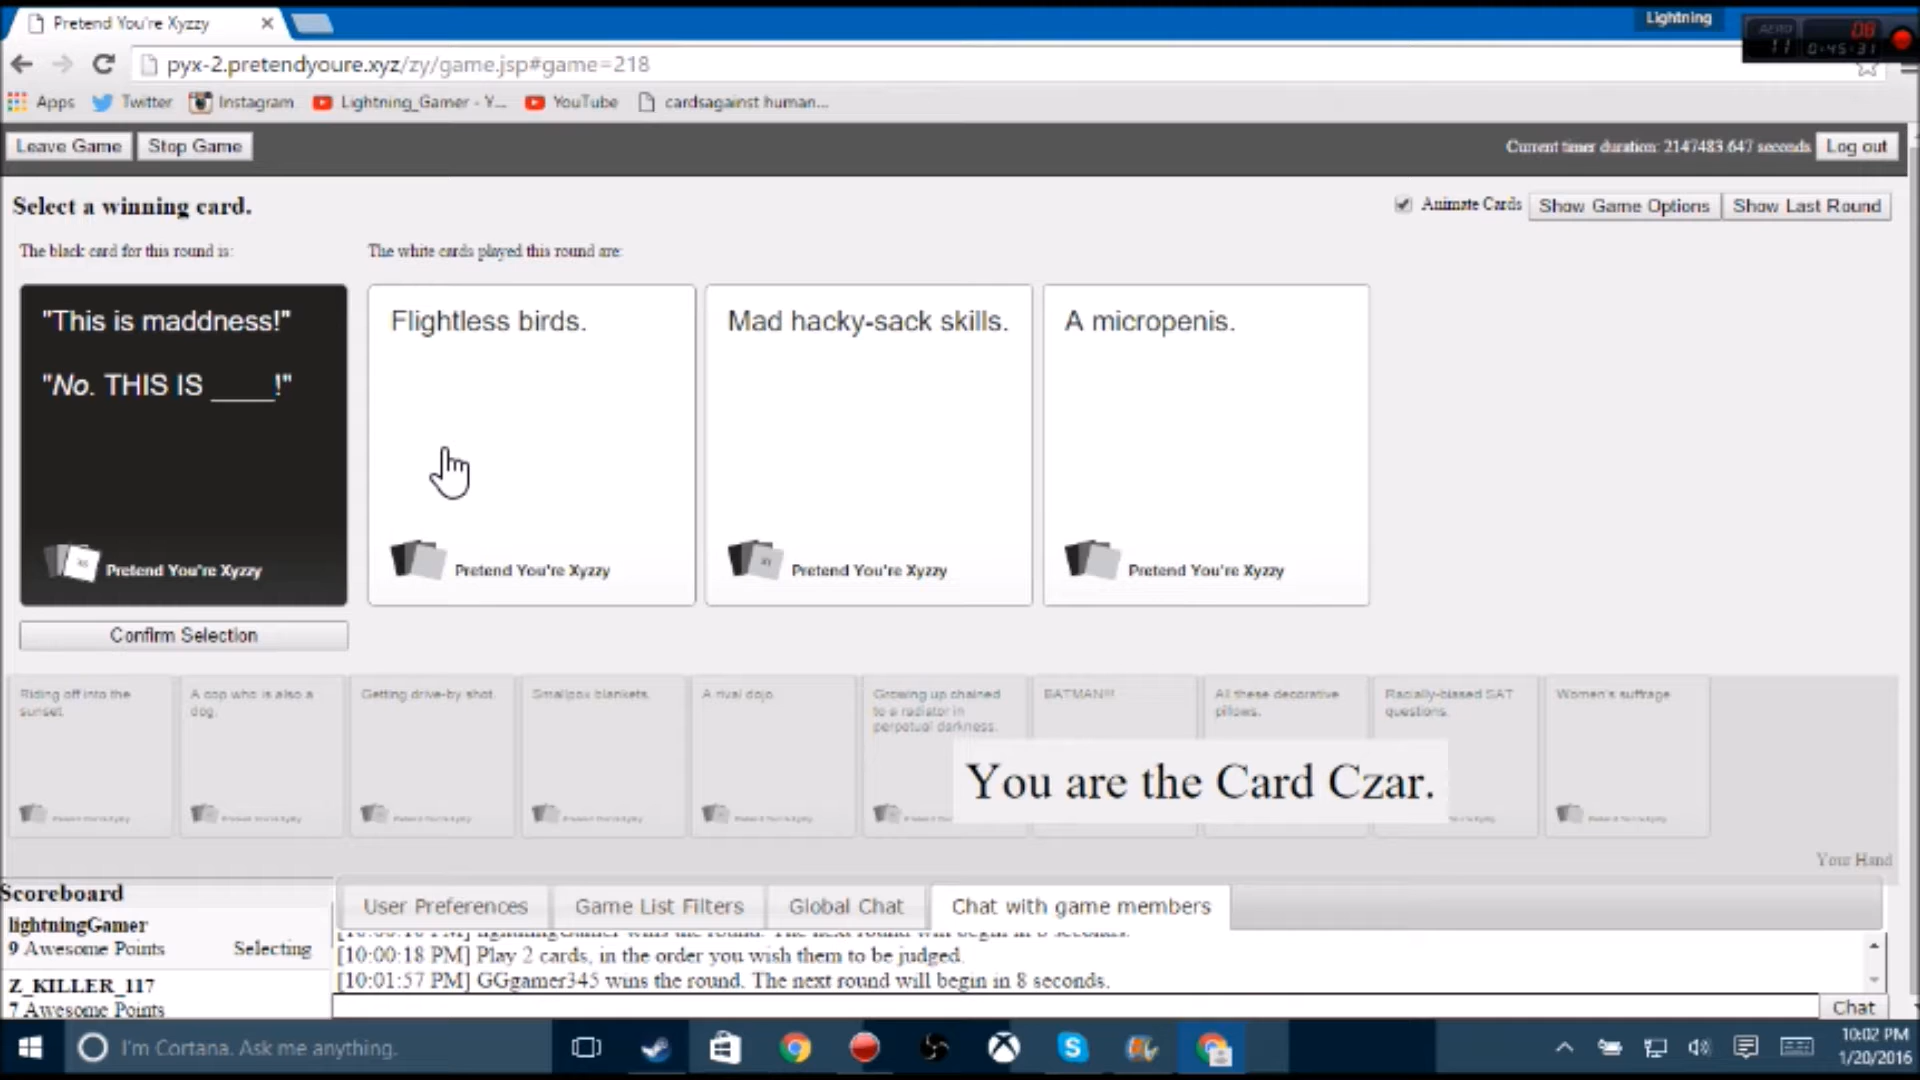 Pretend You're Xyzzy
Lightning
pyx-2.pretendyoure.xyz/zy/game.jsp#game=218
Apps Twitter Instagram Lightning_Gamer - Y... YouTube cardsagainst human...
Leave Game Stop Game Current timer duration: 2147483.647 seconds Log out
Select a winning card. Animate Cards Show Game Options Show Last Round
The black card for this round is: The white cards played this round are:
"This is maddness!" Flightless birds. Mad hacky-sack skills. A micropenis.
"No. THIS IS ____!"
Pretend You're Xyzzy Pretend You're Xyzzy Pretend You're Xyzzy Pretend You're Xyzzy
Confirm Selection
Riding off into the sunset.
A cop who is also a dog.
Getting drive-by shot.
Smallpox blankets.
A rival dojo.
Growing up chained
to a radiator in
perpetual darkness.
BATMAN!!!
All these decorative
pillows.
Racially-biased SAT
questions.
Women's suffrage
You are the Card Czar.
Your Hand
Scoreboard
User Preferences Game List Filters Global Chat Chat with game members
lightningGamer
9 Awesome Points Selecting
Z_KILLER_117
7 Awesome Points
[10:00:18 PM] Play 2 cards, in the order you wish them to be judged.
[10:01:57 PM] GGgamer345 wins the round. The next round will begin in 8 seconds.
Chat
I'm Cortana. Ask me anything.
10:02 PM
1/20/2016